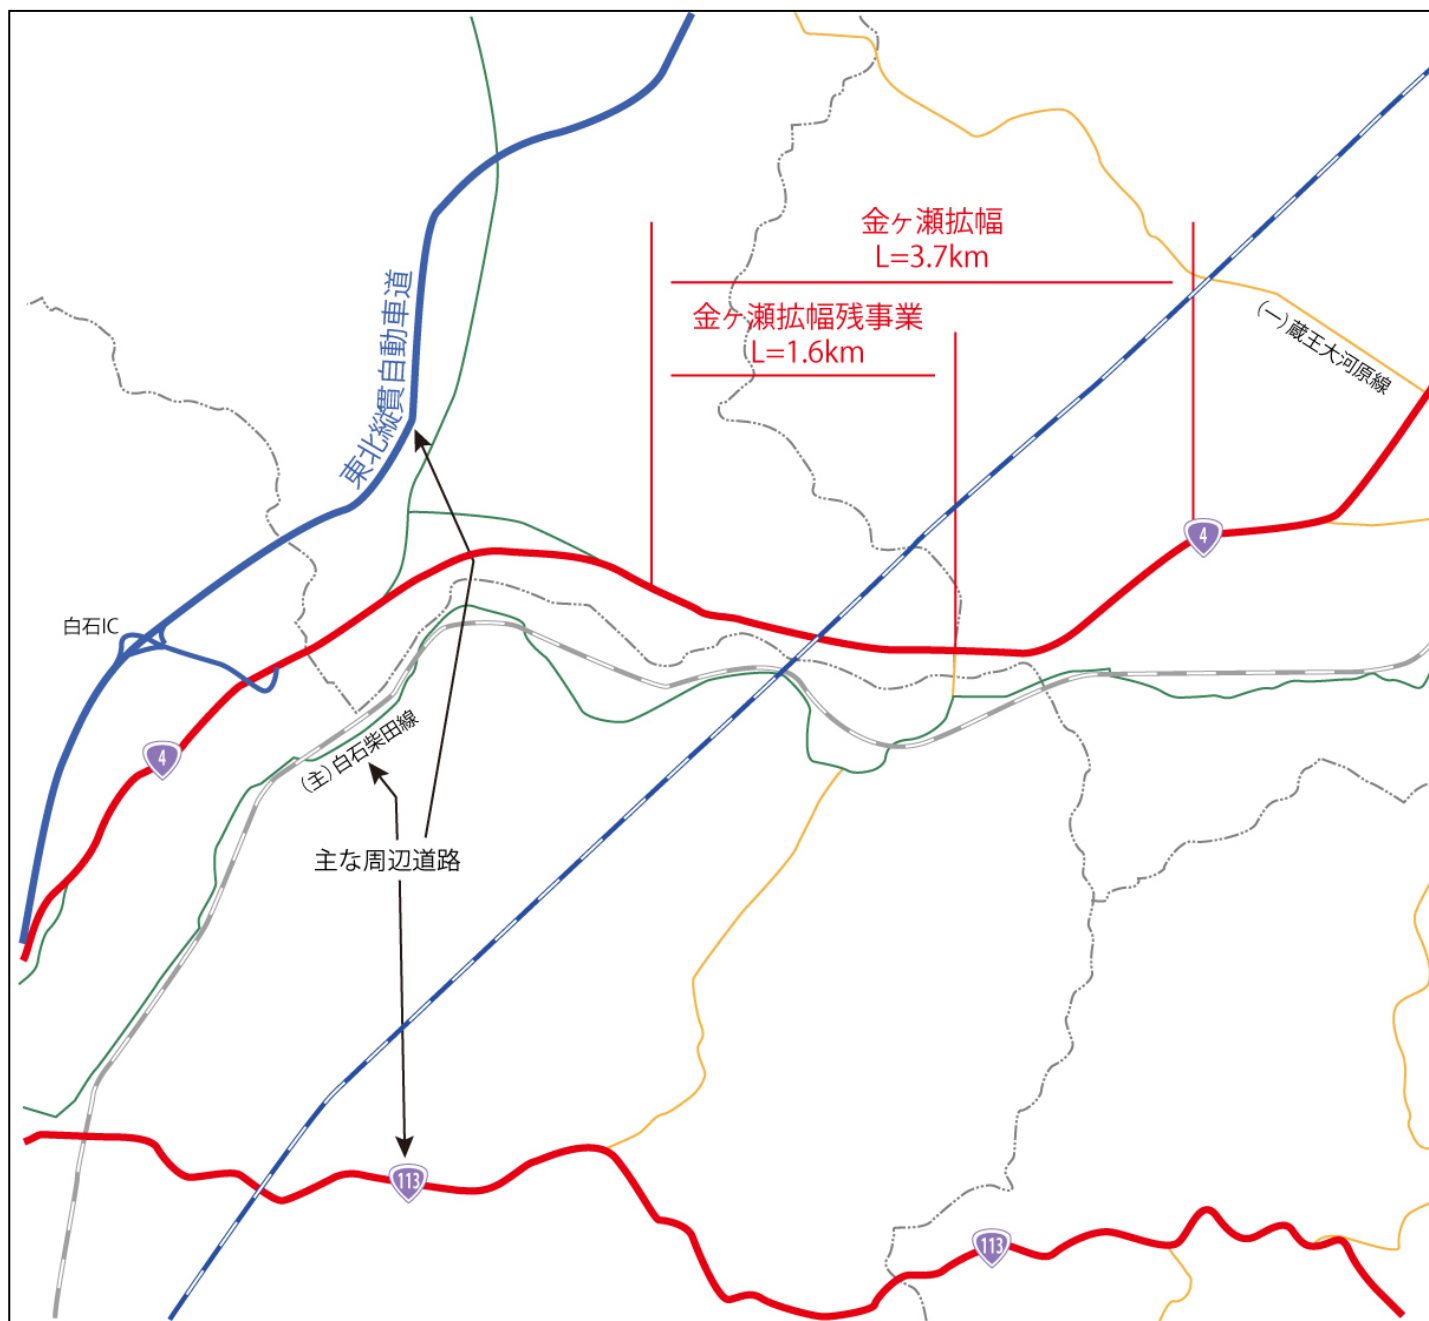 金ヶ瀬拡幅
L=3.7km
金ヶ瀬拡幅残事業
L=1.6km
(一)蔵王大河原線
東北縦貫自動車道
4
白石IC
4
(主)白石柴田線
主な周辺道路
113
113